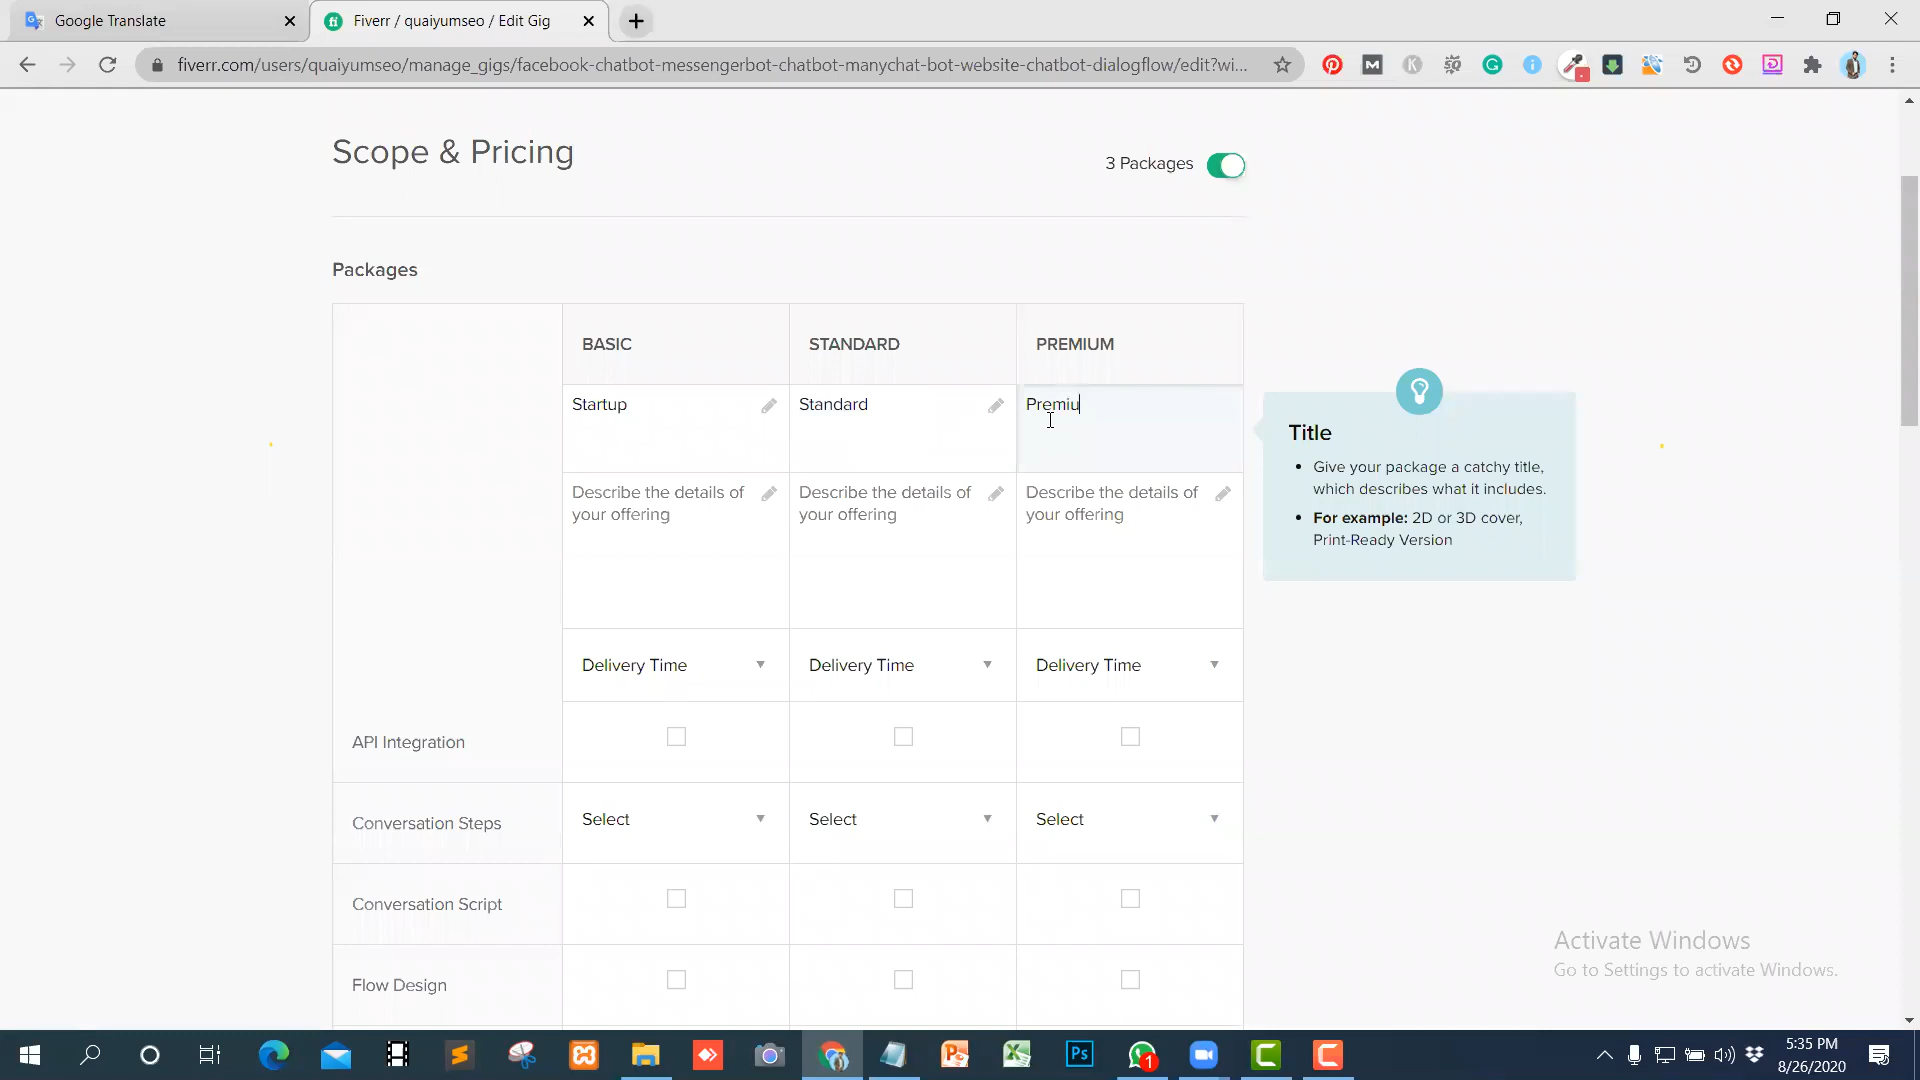 Google Translate
Fiverr / quaiyumseo / Edit Gig
fiverr.com/users/quaiyumseo/manage_gigs/facebook-chatbot-messengerbot-chatbot-manychat-bot-website-chatbot-dialogflow/edit?wi...
Scope & Pricing
3 Packages
Packages
BASIC STANDARD PREMIUM
Startup Standard Premiu
Title
Give your package a catchy title,
which describes what it includes.
For example: 2D or 3D cover,
Print-Ready Version
Describe the details of
your offering
Describe the details of
your offering
Describe the details of
your offering
Delivery Time Delivery Time Delivery Time
API Integration
Conversation Steps Select Select Select
Conversation Script
Flow Design
Activate Windows
Go to Settings to activate Windows.
Ps
1
5:35 PM
8/26/2020